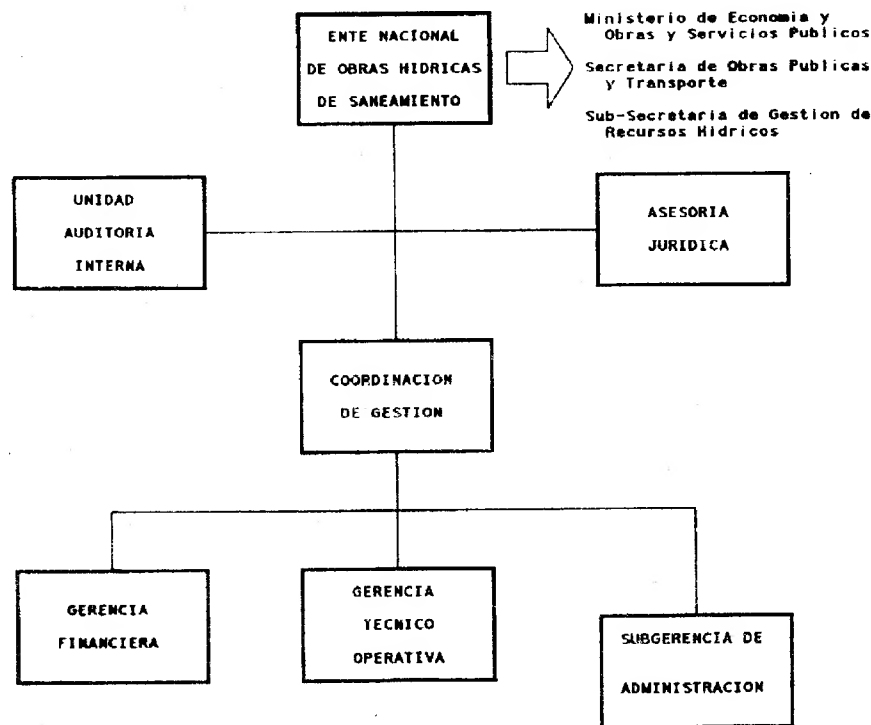 ENTE NACIONAL
DE OBRAS HIDRICAS
DE SANEAMIENTO
Ministerio de Economia y
Obras y Servicios Publicos
Secretaria de Obras Publicas
y Transporte
Sub-Secretaria de Gestion de
Recursos Hidricos
UNIDAD
AUDITORIA
INTERNA
ASESORIA
JURIDICA
COORDINACION
DE GESTION
GERENCIA
FINANCIERA
GERENCIA
TECNICO
OPERATIVA
SUBGERENCIA DE
ADMINISTRACION